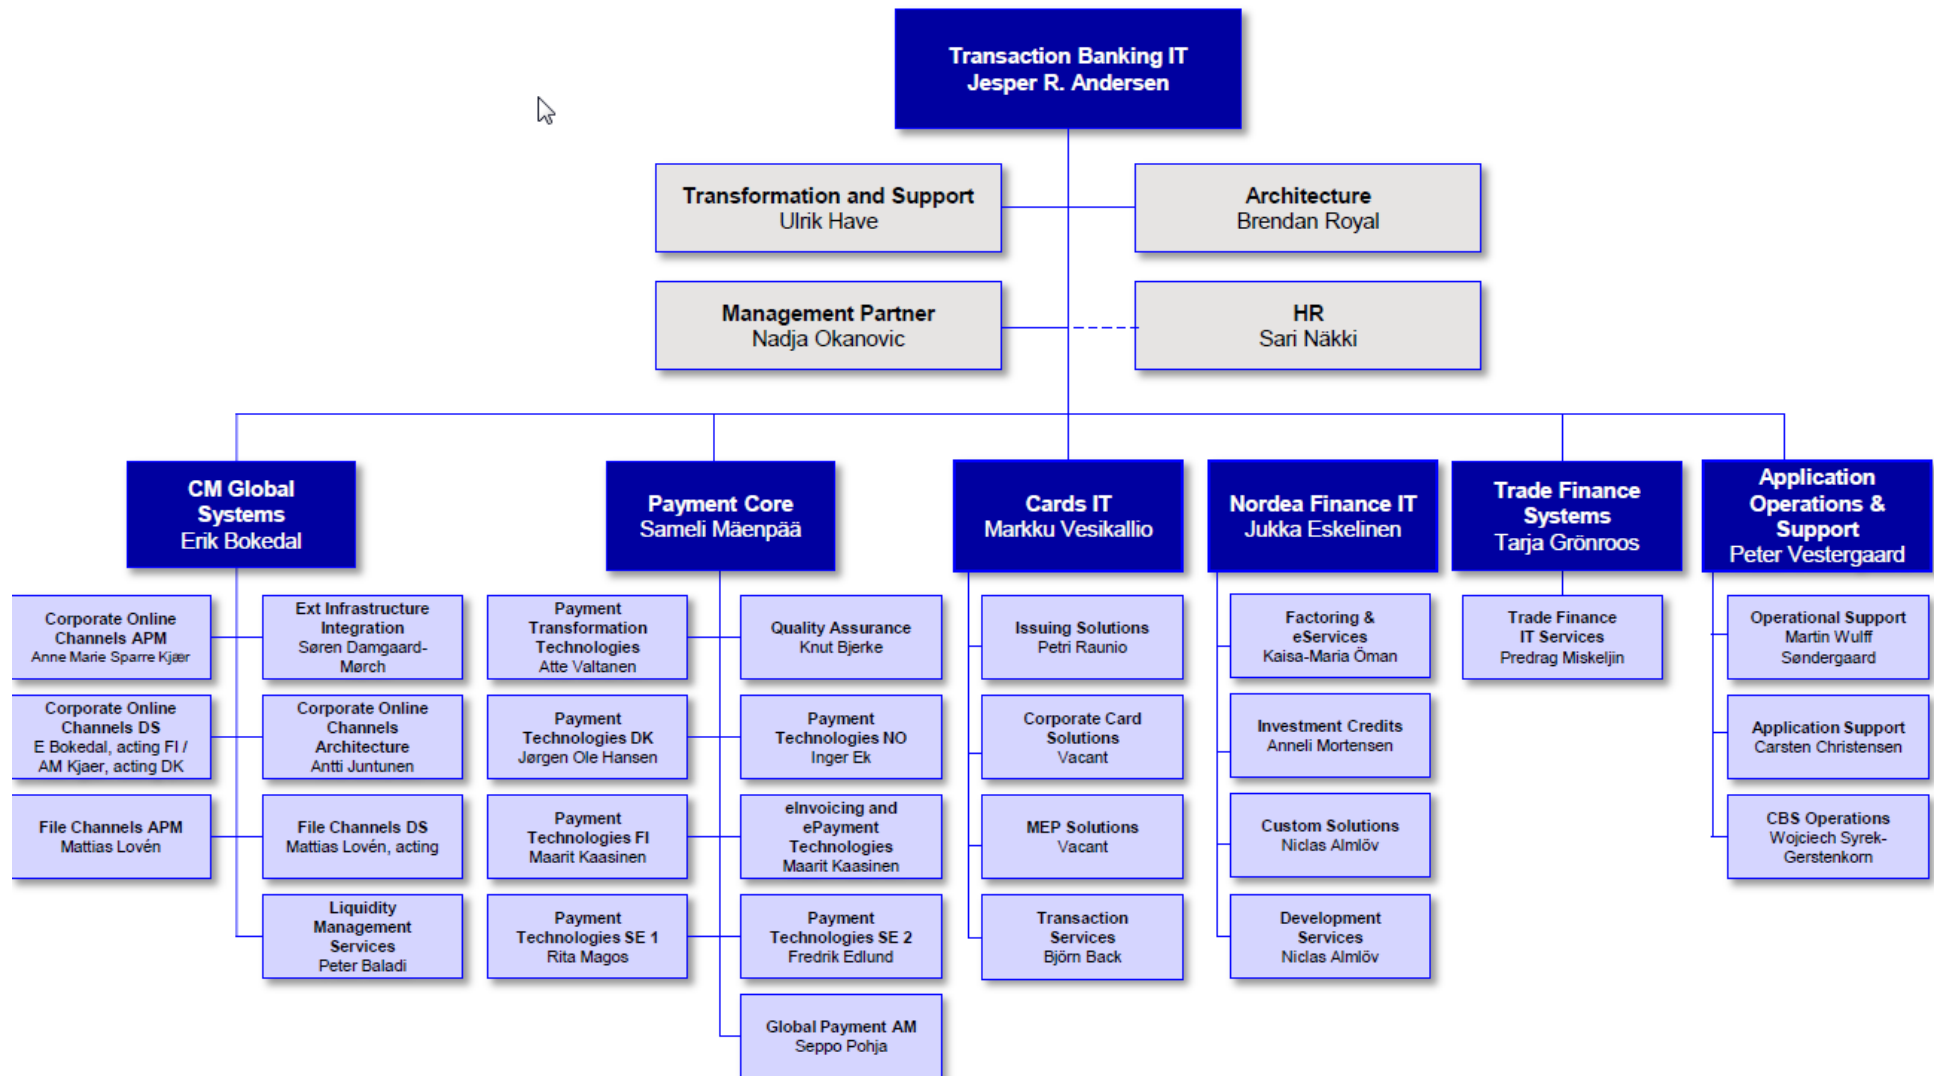 Transaction Banking IT
Jesper R. Andersen
Transformation and Support
Ulrik Have
Architecture
Brendan Royal
Management Partner
Nadja Okanovic
HR
Sari Näkki
CM Global
Systems
Erik Bokedal
Payment Core
Sameli Mäenpää
Cards IT
Markku Vesikallio
Nordea Finance IT
Jukka Eskelinen
Trade Finance
Systems
Tarja Grönroos
Application
Operations &
Support
Peter Vestergaard
Corporate Online
Channels APM
Anne Marie Sparre Kjær
Ext Infrastructure
Integration
Søren Damgaard-
Mørch
Payment
Transformation
Technologies
Atte Valtanen
Quality Assurance
Knut Bjerke
Issuing Solutions
Petri Raunio
Factoring &
eServices
Kaisa-Maria Öman
Trade Finance
IT Services
Predrag Miskeljin
Operational Support
Martin Wulff
Søndergaard
Corporate Online
Channels DS
E Bokedal, acting FI /
AM Kjaer, acting DK
Corporate Online
Channels
Architecture
Antti Juntunen
Payment
Technologies DK
Jørgen Ole Hansen
Payment
Technologies NO
Inger Ek
Corporate Card
Solutions
Vacant
Investment Credits
Anneli Mortensen
Application Support
Carsten Christensen
File Channels APM
Mattias Lovén
File Channels DS
Mattias Lovén, acting
Payment
Technologies FI
Maarit Kaasinen
eInvoicing and
ePayment
Technologies
Maarit Kaasinen
MEP Solutions
Vacant
Custom Solutions
Niclas Almlöv
CBS Operations
Wojciech Syrek-
Gerstenkorn
Liquidity
Management
Services
Peter Baladi
Payment
Technologies SE 1
Rita Magos
Payment
Technologies SE 2
Fredrik Edlund
Transaction
Services
Björn Back
Development
Services
Niclas Almlöv
Global Payment AM
Seppo Pohja